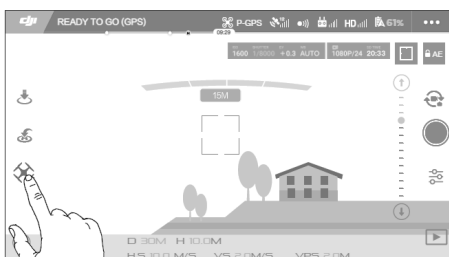 dji READY TO GO (GPS) P-GPS HD 61%
09:29
1600 1/8000 +0.3 AUTO 1080P/24 20:33 AE
15M
D 30M H 10.0M
H.S 10.0 M/S V.S 2.0M/S VPS 2.0M